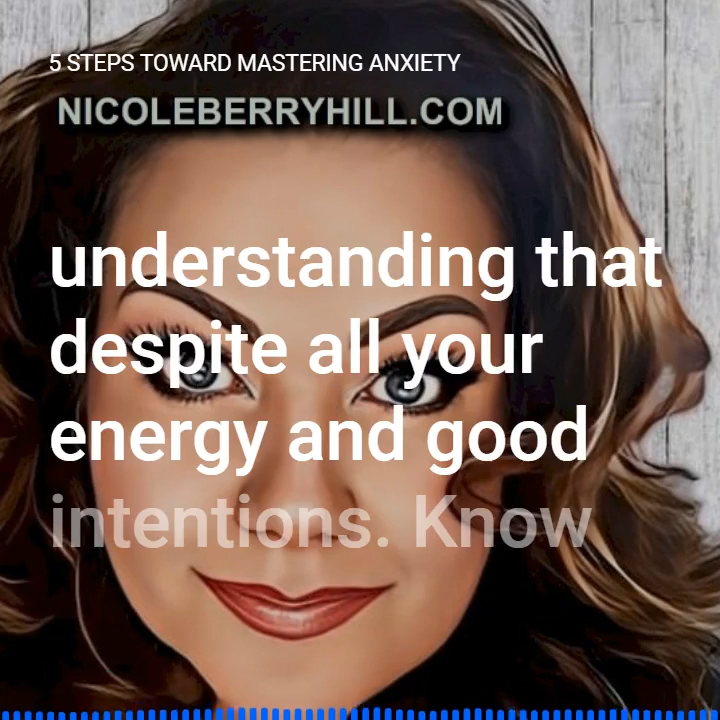 5 STEPS TOWARD MASTERING ANXIETY
NICOLEBERRYHILL.COM
understanding that
despite all your
energy and good
intentions. Know